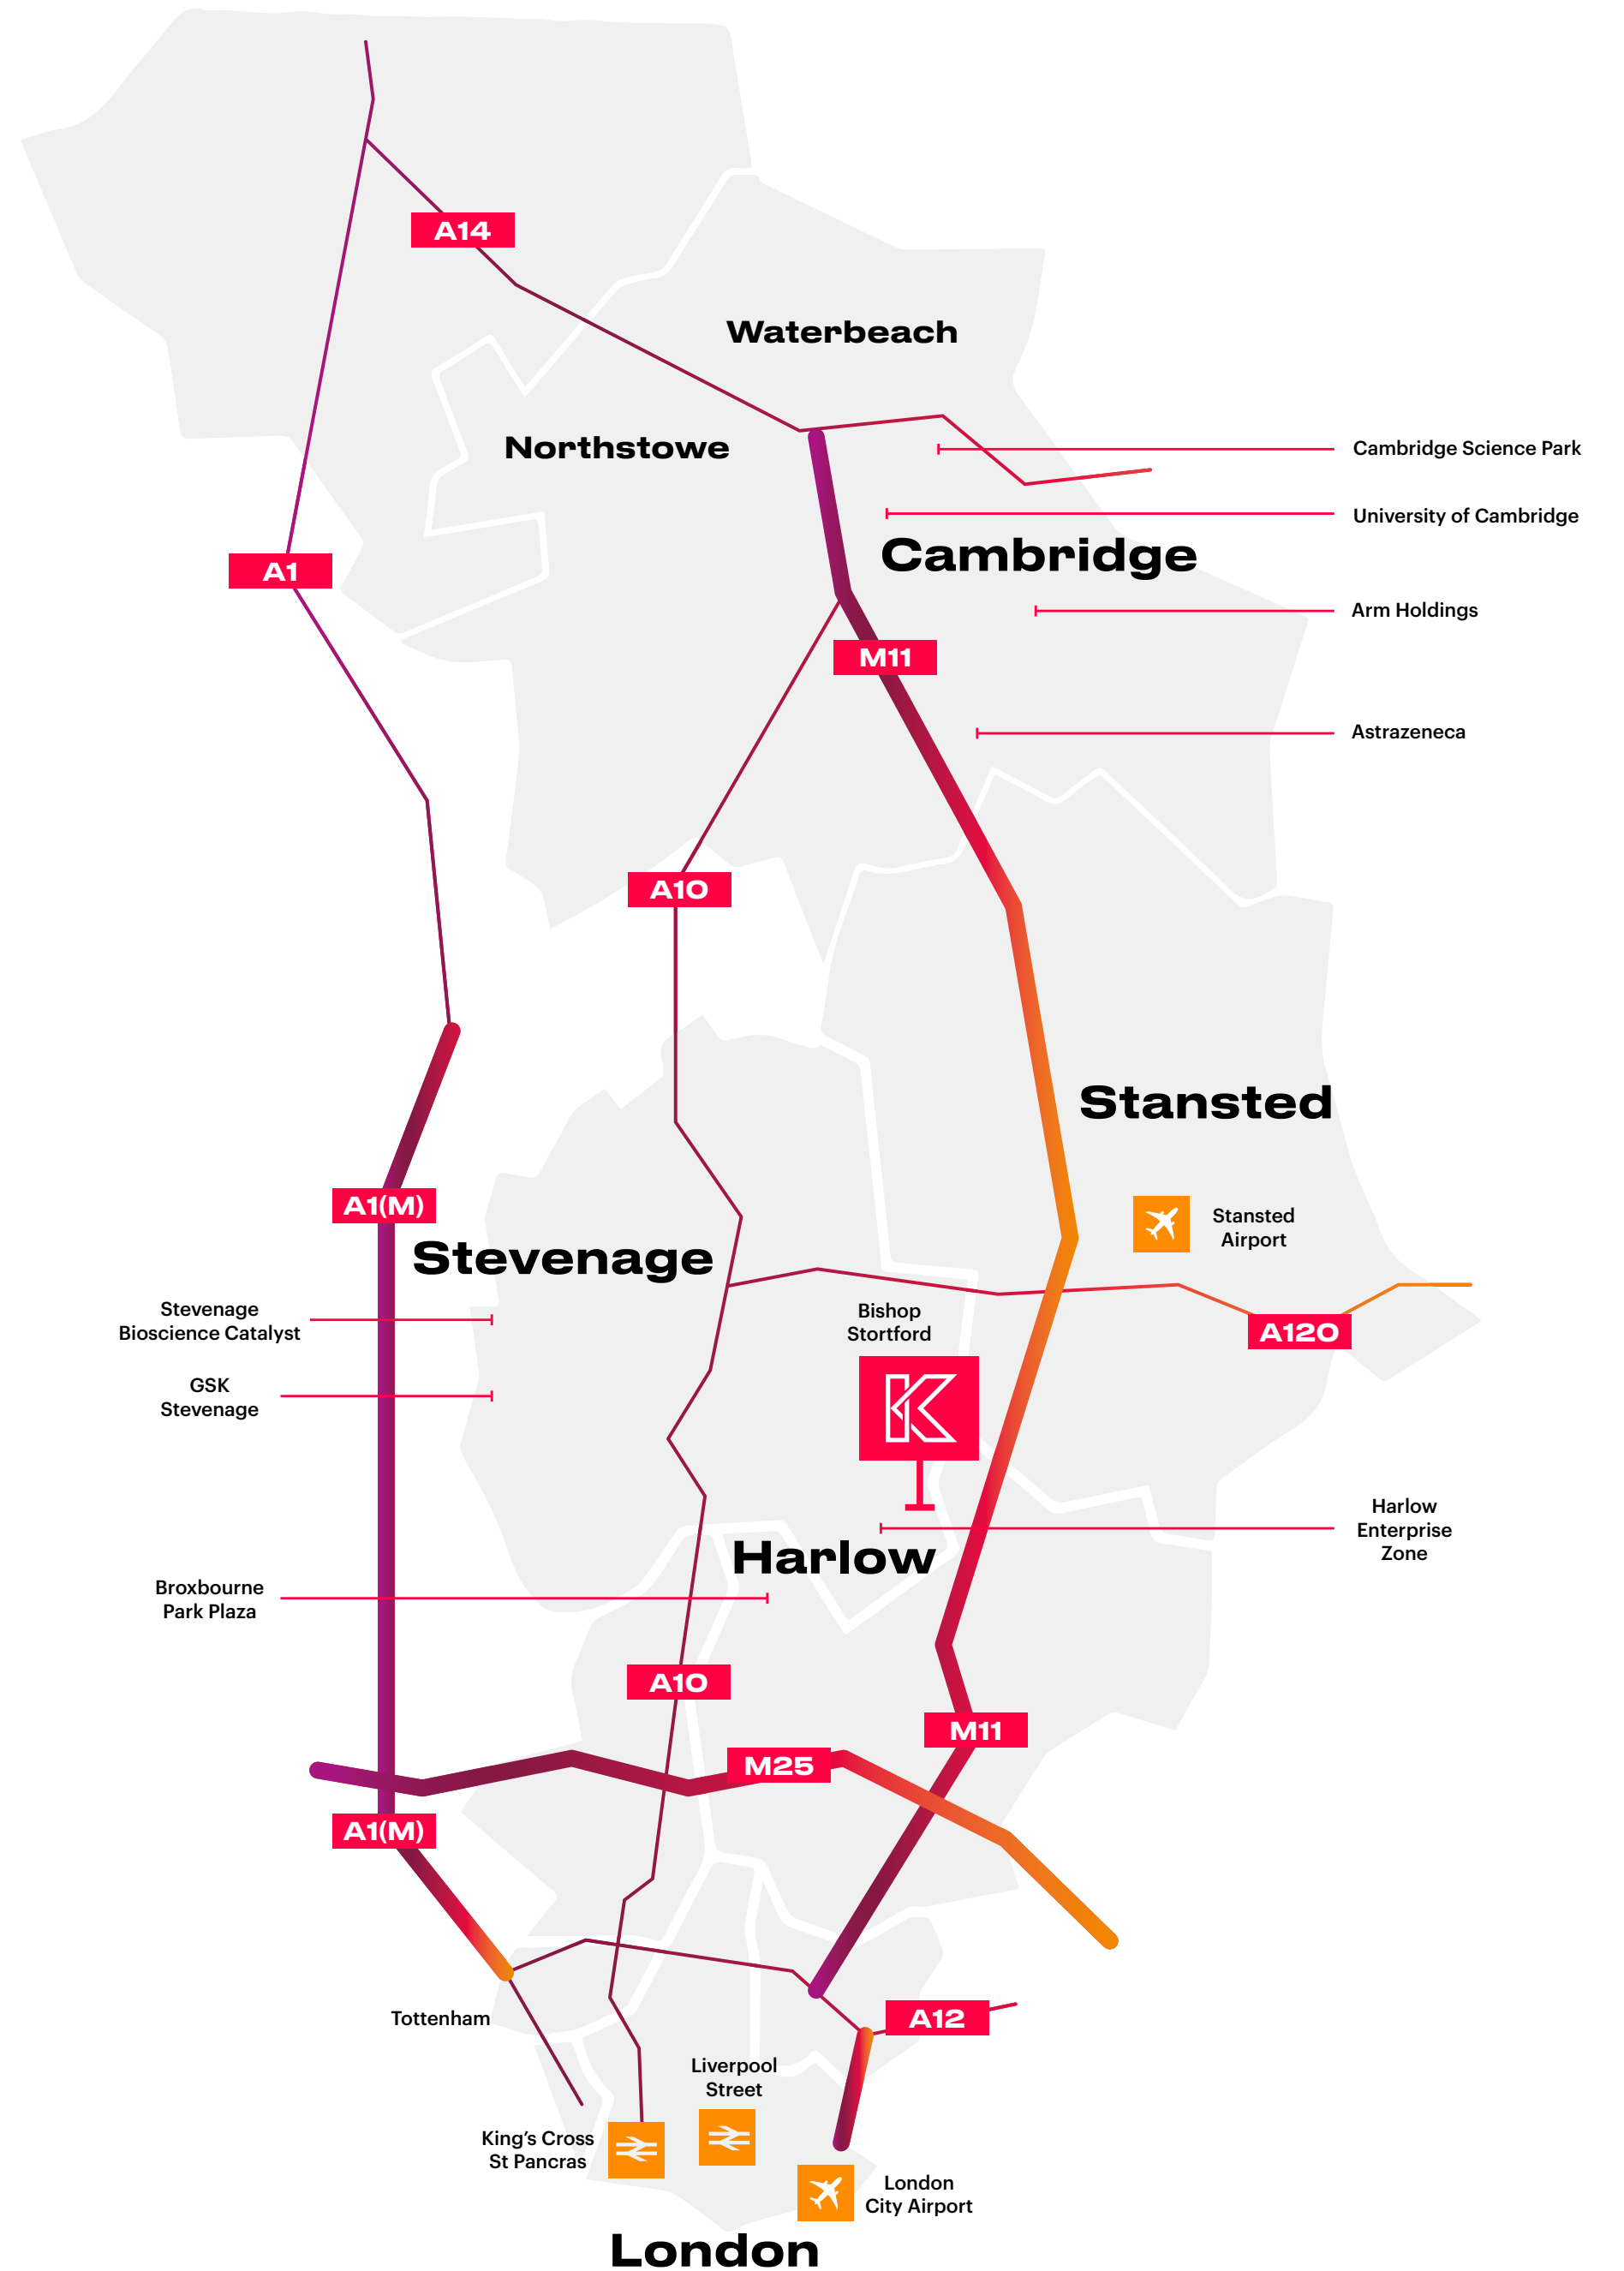 A14
Waterbeach
Northstowe
Cambridge Science Park
University of Cambridge
Cambridge
A1
Arm Holdings
M11
Astrazeneca
A10
Stansted
A1(M)
Stansted
Airport
Stevenage
Stevenage
Bioscience Catalyst
Bishop
Stortford
A120
GSK
Stevenage
K
Harlow
Enterprise
Zone
Harlow
Broxbourne
Park Plaza
A10
M11
M25
A1(M)
Tottenham
A12
Liverpool
Street
King’s Cross
St Pancras
London
City Airport
London